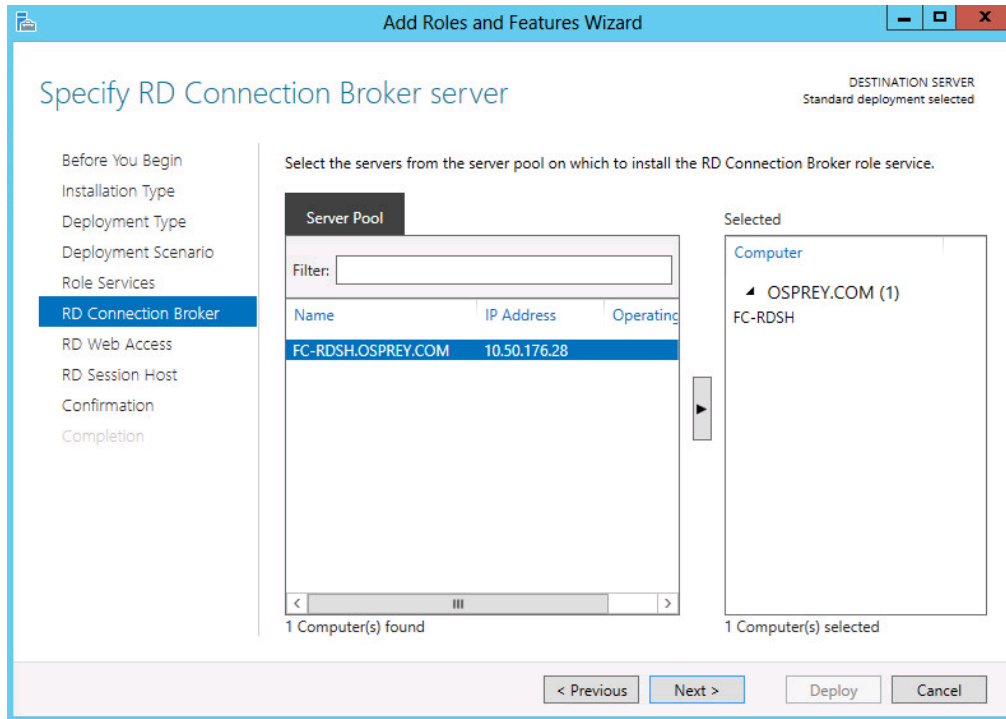 Add Roles and Features Wizard
Specify RD Connection Broker server
DESTINATION SERVER
Standard deployment selected
Before You Begin
Installation Type
Deployment Type
Deployment Scenario
Role Services
RD Connection Broker
RD Web Access
RD Session Host
Confirmation
Completion
Select the servers from the server pool on which to install the RD Connection Broker role service.
Server Pool
Filter:
Name IP Address Operating
FC-RDSH.OSPREY.COM 10.50.176.28
1 Computer(s) found
Selected
Computer
OSPREY.COM (1)
FC-RDSH
1 Computer(s) selected
< Previous Next > Deploy Cancel